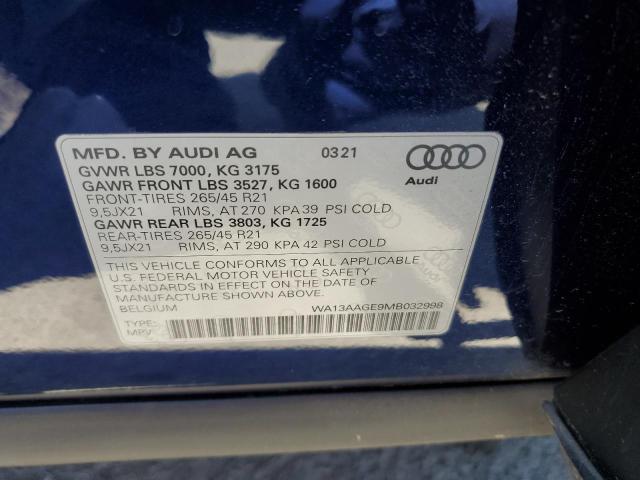 MFD. BY AUDI AG 03 21
GVWR LBS 7000, KG 3175
GAWR FRONT LBS 3527, KG 1600
FRONT-TIRES 265/45 R21
9,5JX21 RIMS, AT 270 KPA 39 PSI COLD
GAWR REAR LBS 3803, KG 1725
REAR-TIRES 265/45 R21
9,5JX21 RIMS, AT 290 KPA 42 PSI COLD
Audi
THIS VEHICLE CONFORMS TO ALL APPLICABLE
U.S. FEDERAL MOTOR VEHICLE SAFETY
STANDARDS IN EFFECT ON THE DATE OF
MANUFACTURE SHOWN ABOVE.
BELGIUM WA13AAGE9MB032998
TYPE:
MPV